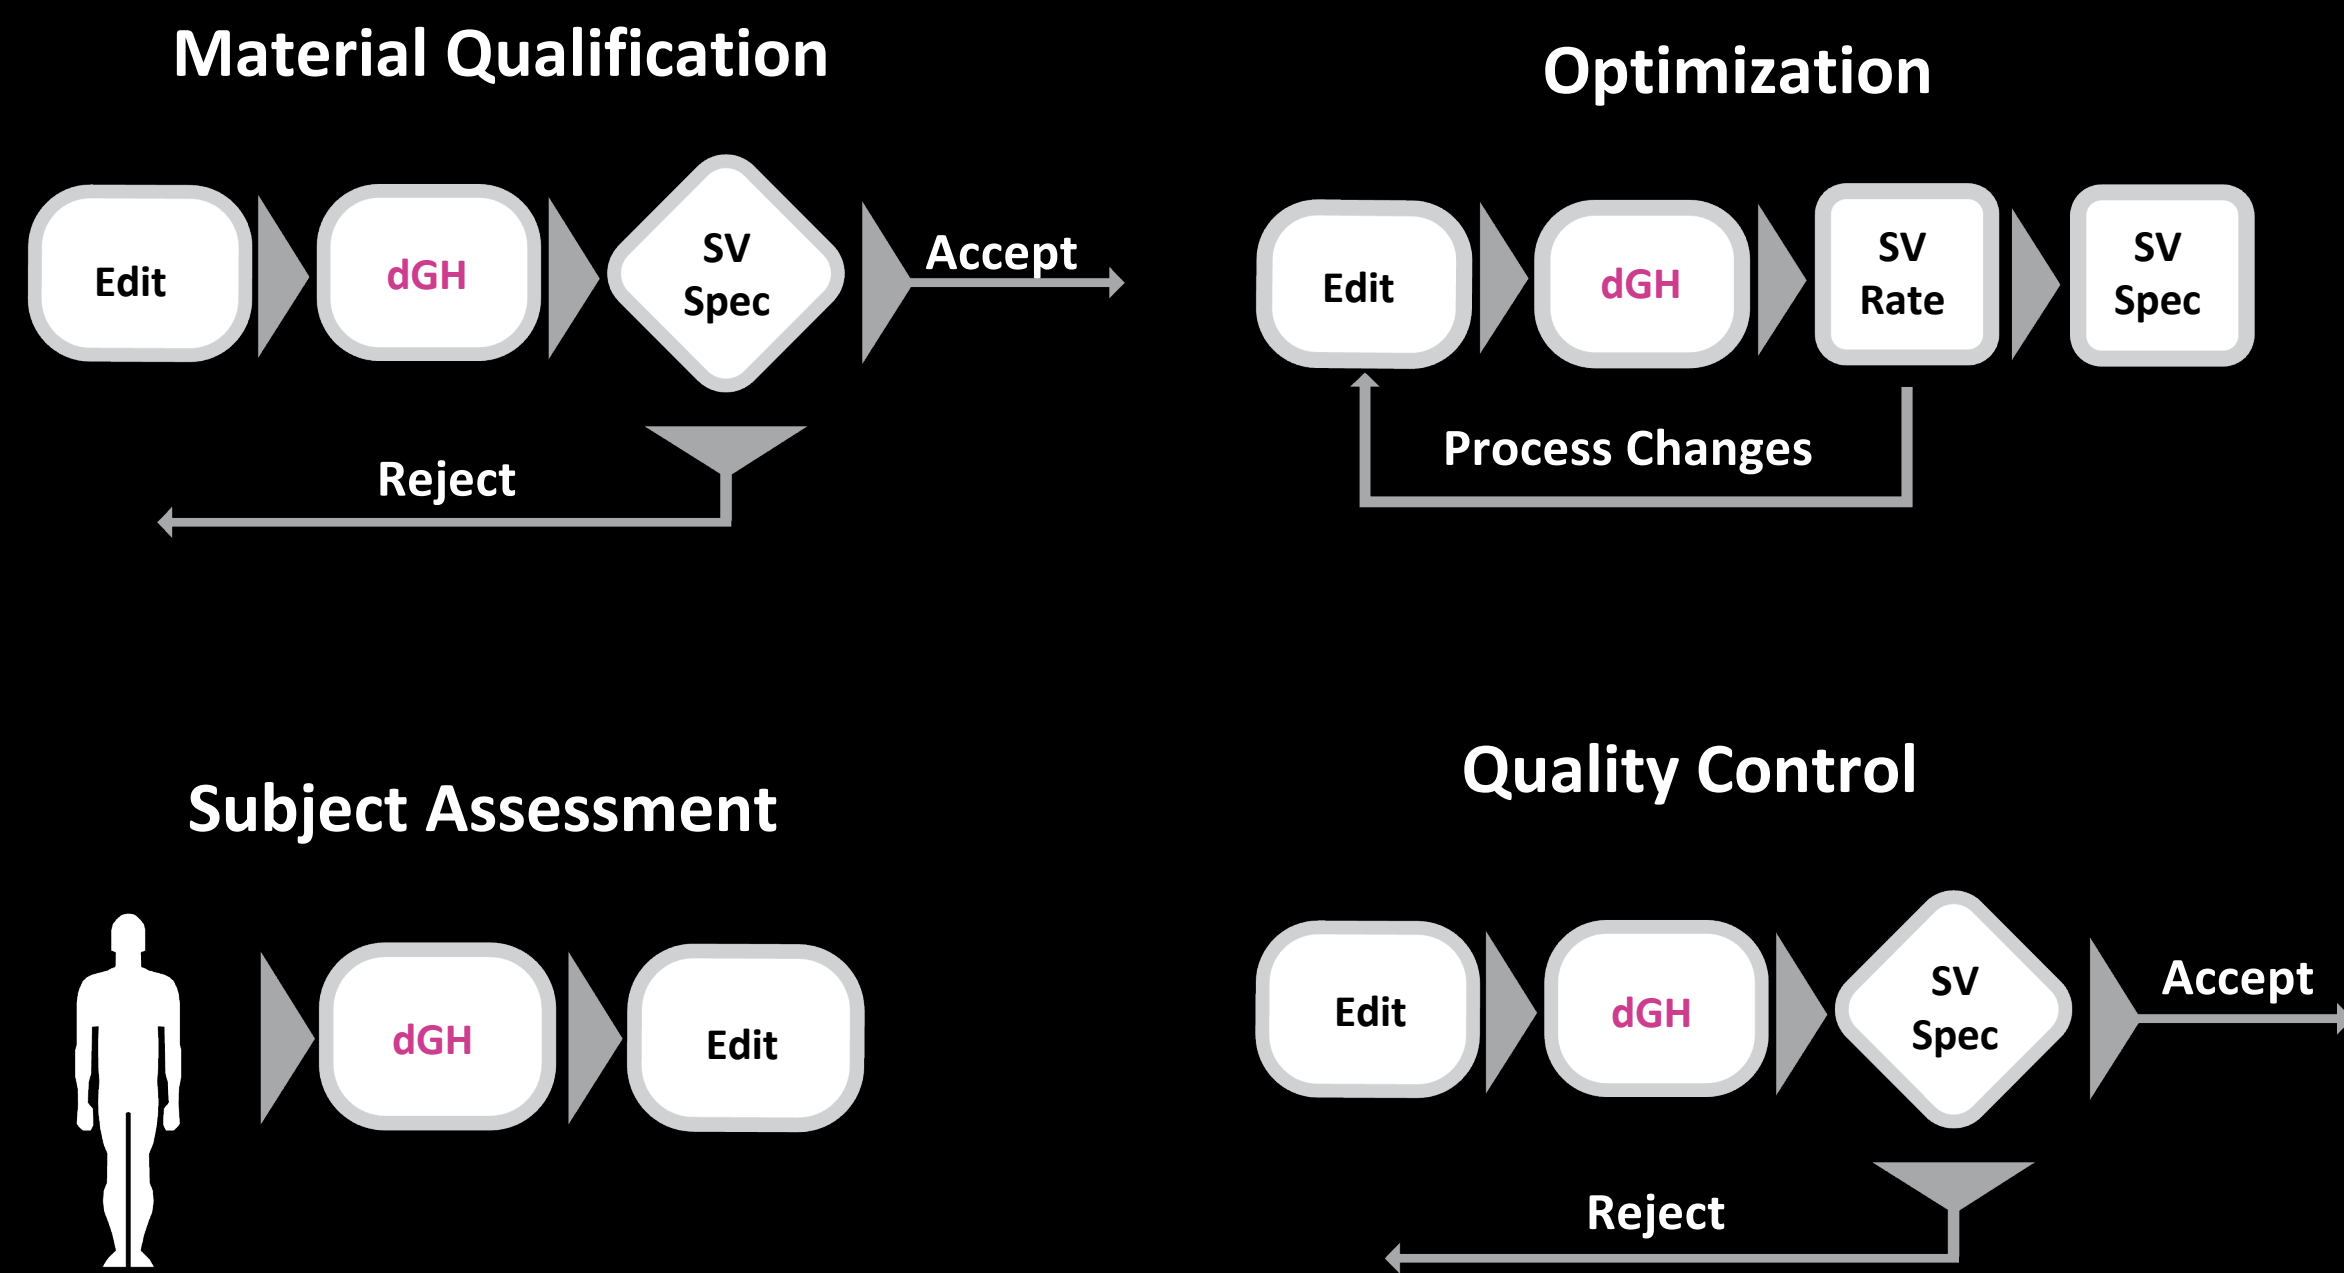 Material Qualification
Edit
dGH
SV
Spec
Accept
Reject
Optimization
Edit
dGH
SV
Rate
SV
Spec
Process Changes
Subject Assessment
dGH
Edit
Quality Control
Edit
dGH
SV
Spec
Accept
Reject